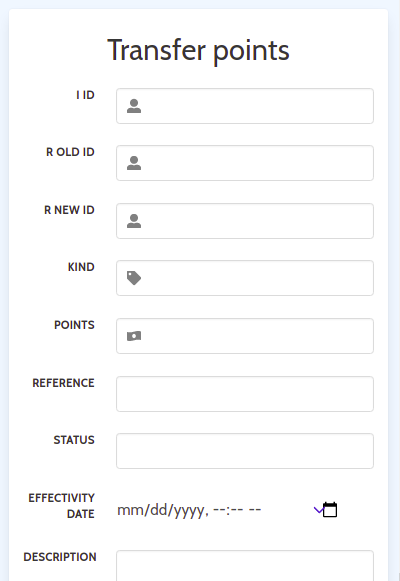 Transfer points
I ID
R OLD ID
R NEW ID
KIND
POINTS
REFERENCE
STATUS
EFFECTIVITY
DATE
mm/dd/yyyy, --:-- --
DESCRIPTION